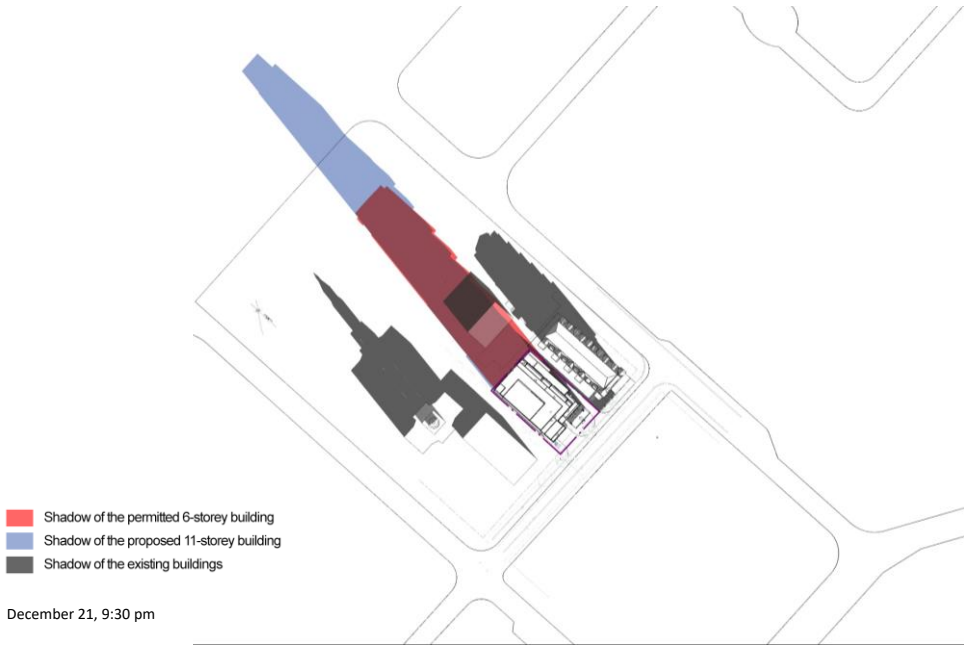 Shadow of the permitted 6-storey building
Shadow of the proposed 11-storey building
Shadow of the existing buildings
December 21, 9:30 pm